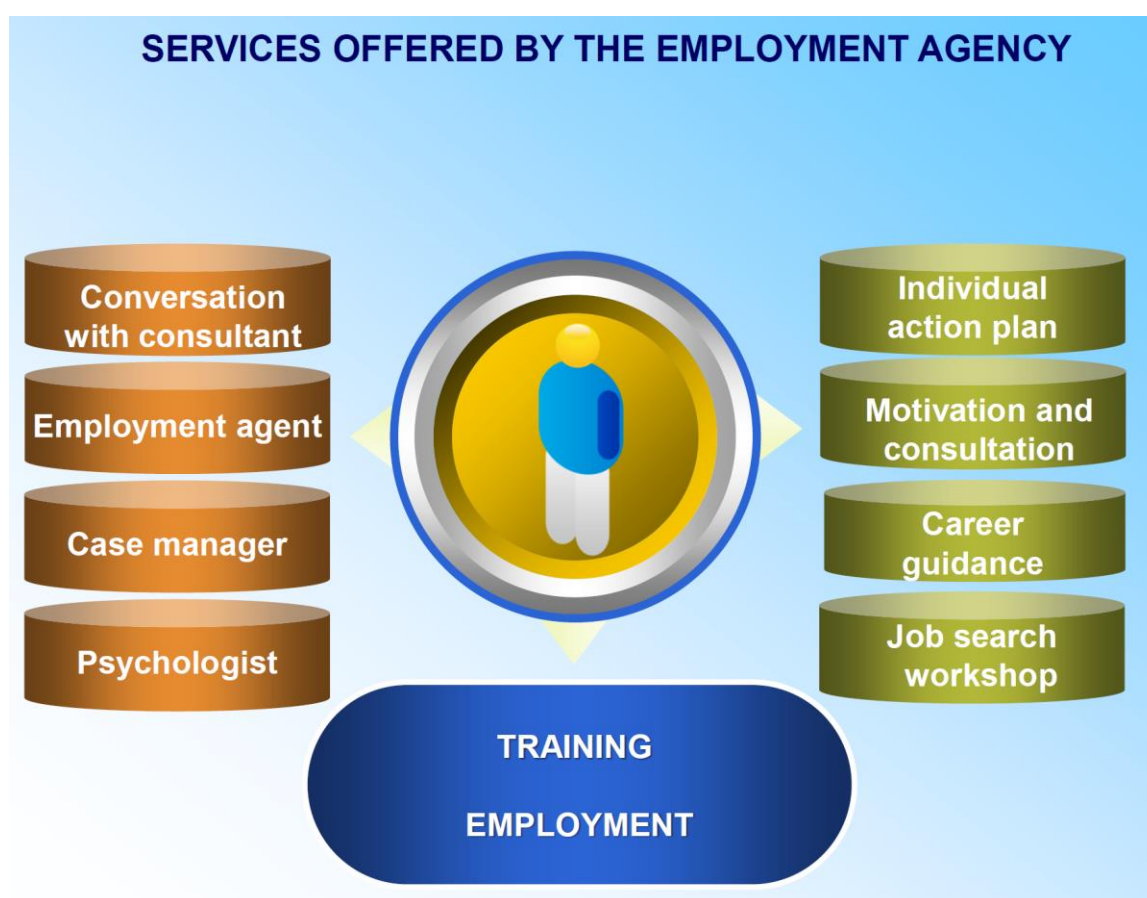 SERVICES OFFERED BY THE EMPLOYMENT AGENCY
Conversation
with consultant
Employment agent
Case manager
Psychologist
Individual
action plan
Motivation and
consultation
Career
guidance
Job search
workshop
TRAINING
EMPLOYMENT